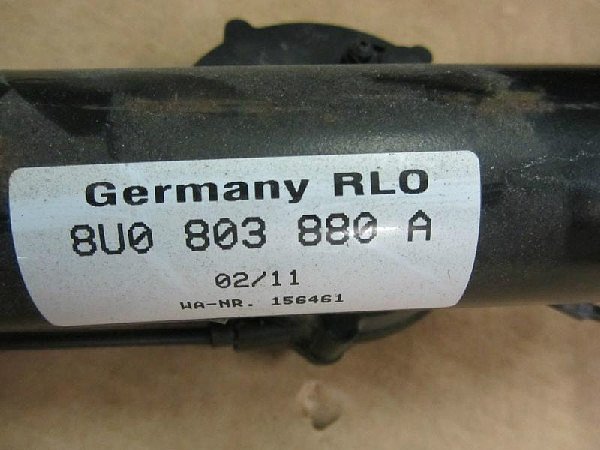 Germany RLO
8U0 803 880 A
02/11
WA-NR. 156461